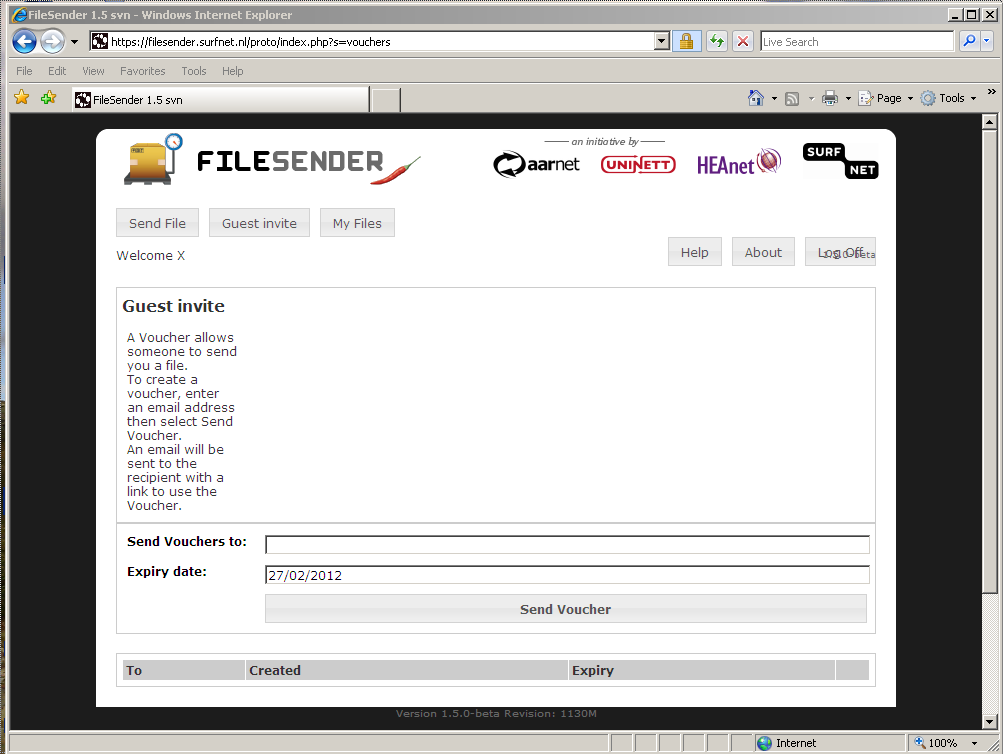 FileSender 1.5 svn - Windows Internet Explorer
https://filesender.surfnet.nl/proto/index.php?s=vouchers
Live Search
File Edit View Favorites Tools Help
FileSender 1.5 svn
Page Tools »
FILESENDER
an initiative by
aarnet UNINETT HEAnet SURF NET
Send File Guest invite My Files
Welcome X
Help About Log Off
1.5.0-beta
Guest invite
A Voucher allows
someone to send
you a file.
To create a
voucher, enter
an email address
then select Send
Voucher.
An email will be
sent to the
recipient with a
link to use the
Voucher.
Send Vouchers to:
Expiry date: 27/02/2012
Send Voucher
To Created Expiry
Version 1.5.0-beta Revision: 1130M
Internet 100%